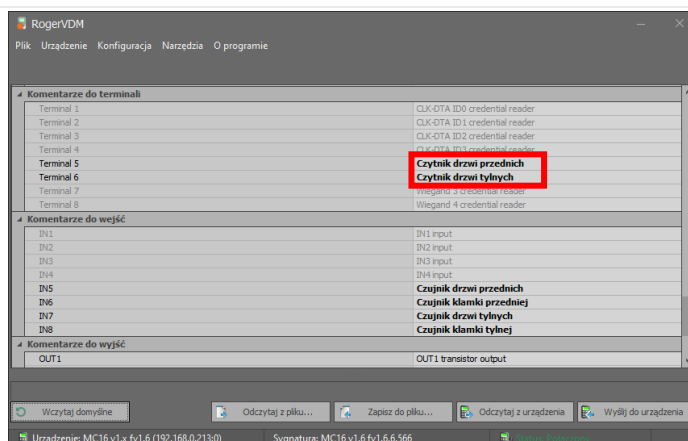 RogerVDM
Plik Urządzenie Konfiguracja Narzędzia O programie
Komentarze do terminali
Terminal 1 CLK-DTA ID0 credential reader
Terminal 2 CLK-DTA ID1 credential reader
Terminal 3 CLK-DTA ID2 credential reader
Terminal 4 CLK-DTA ID3 credential reader
Terminal 5 Czytnik drzwi przednich
Terminal 6 Czytnik drzwi tylnych
Terminal 7 Wiegand 3 credential reader
Terminal 8 Wiegand 4 credential reader
Komentarze do wejść
IN1 IN1 input
IN2 IN2 input
IN3 IN3 input
IN4 IN4 input
IN5 Czujnik drzwi przednich
IN6 Czujnik klamki przedniej
IN7 Czujnik drzwi tylnych
IN8 Czujnik klamki tylnej
Komentarze do wyjść
OUT1 OUT1 transistor output
Wczytaj domyślne Odczytaj z pliku... Zapisz do pliku... Odczytaj z urządzenia Wyślij do urządzenia
Urządzenie: MC16 v1.x fv1.6 (192.168.0.213:0) Sygnatura: MC16 v1.6 fv1.6.6.566